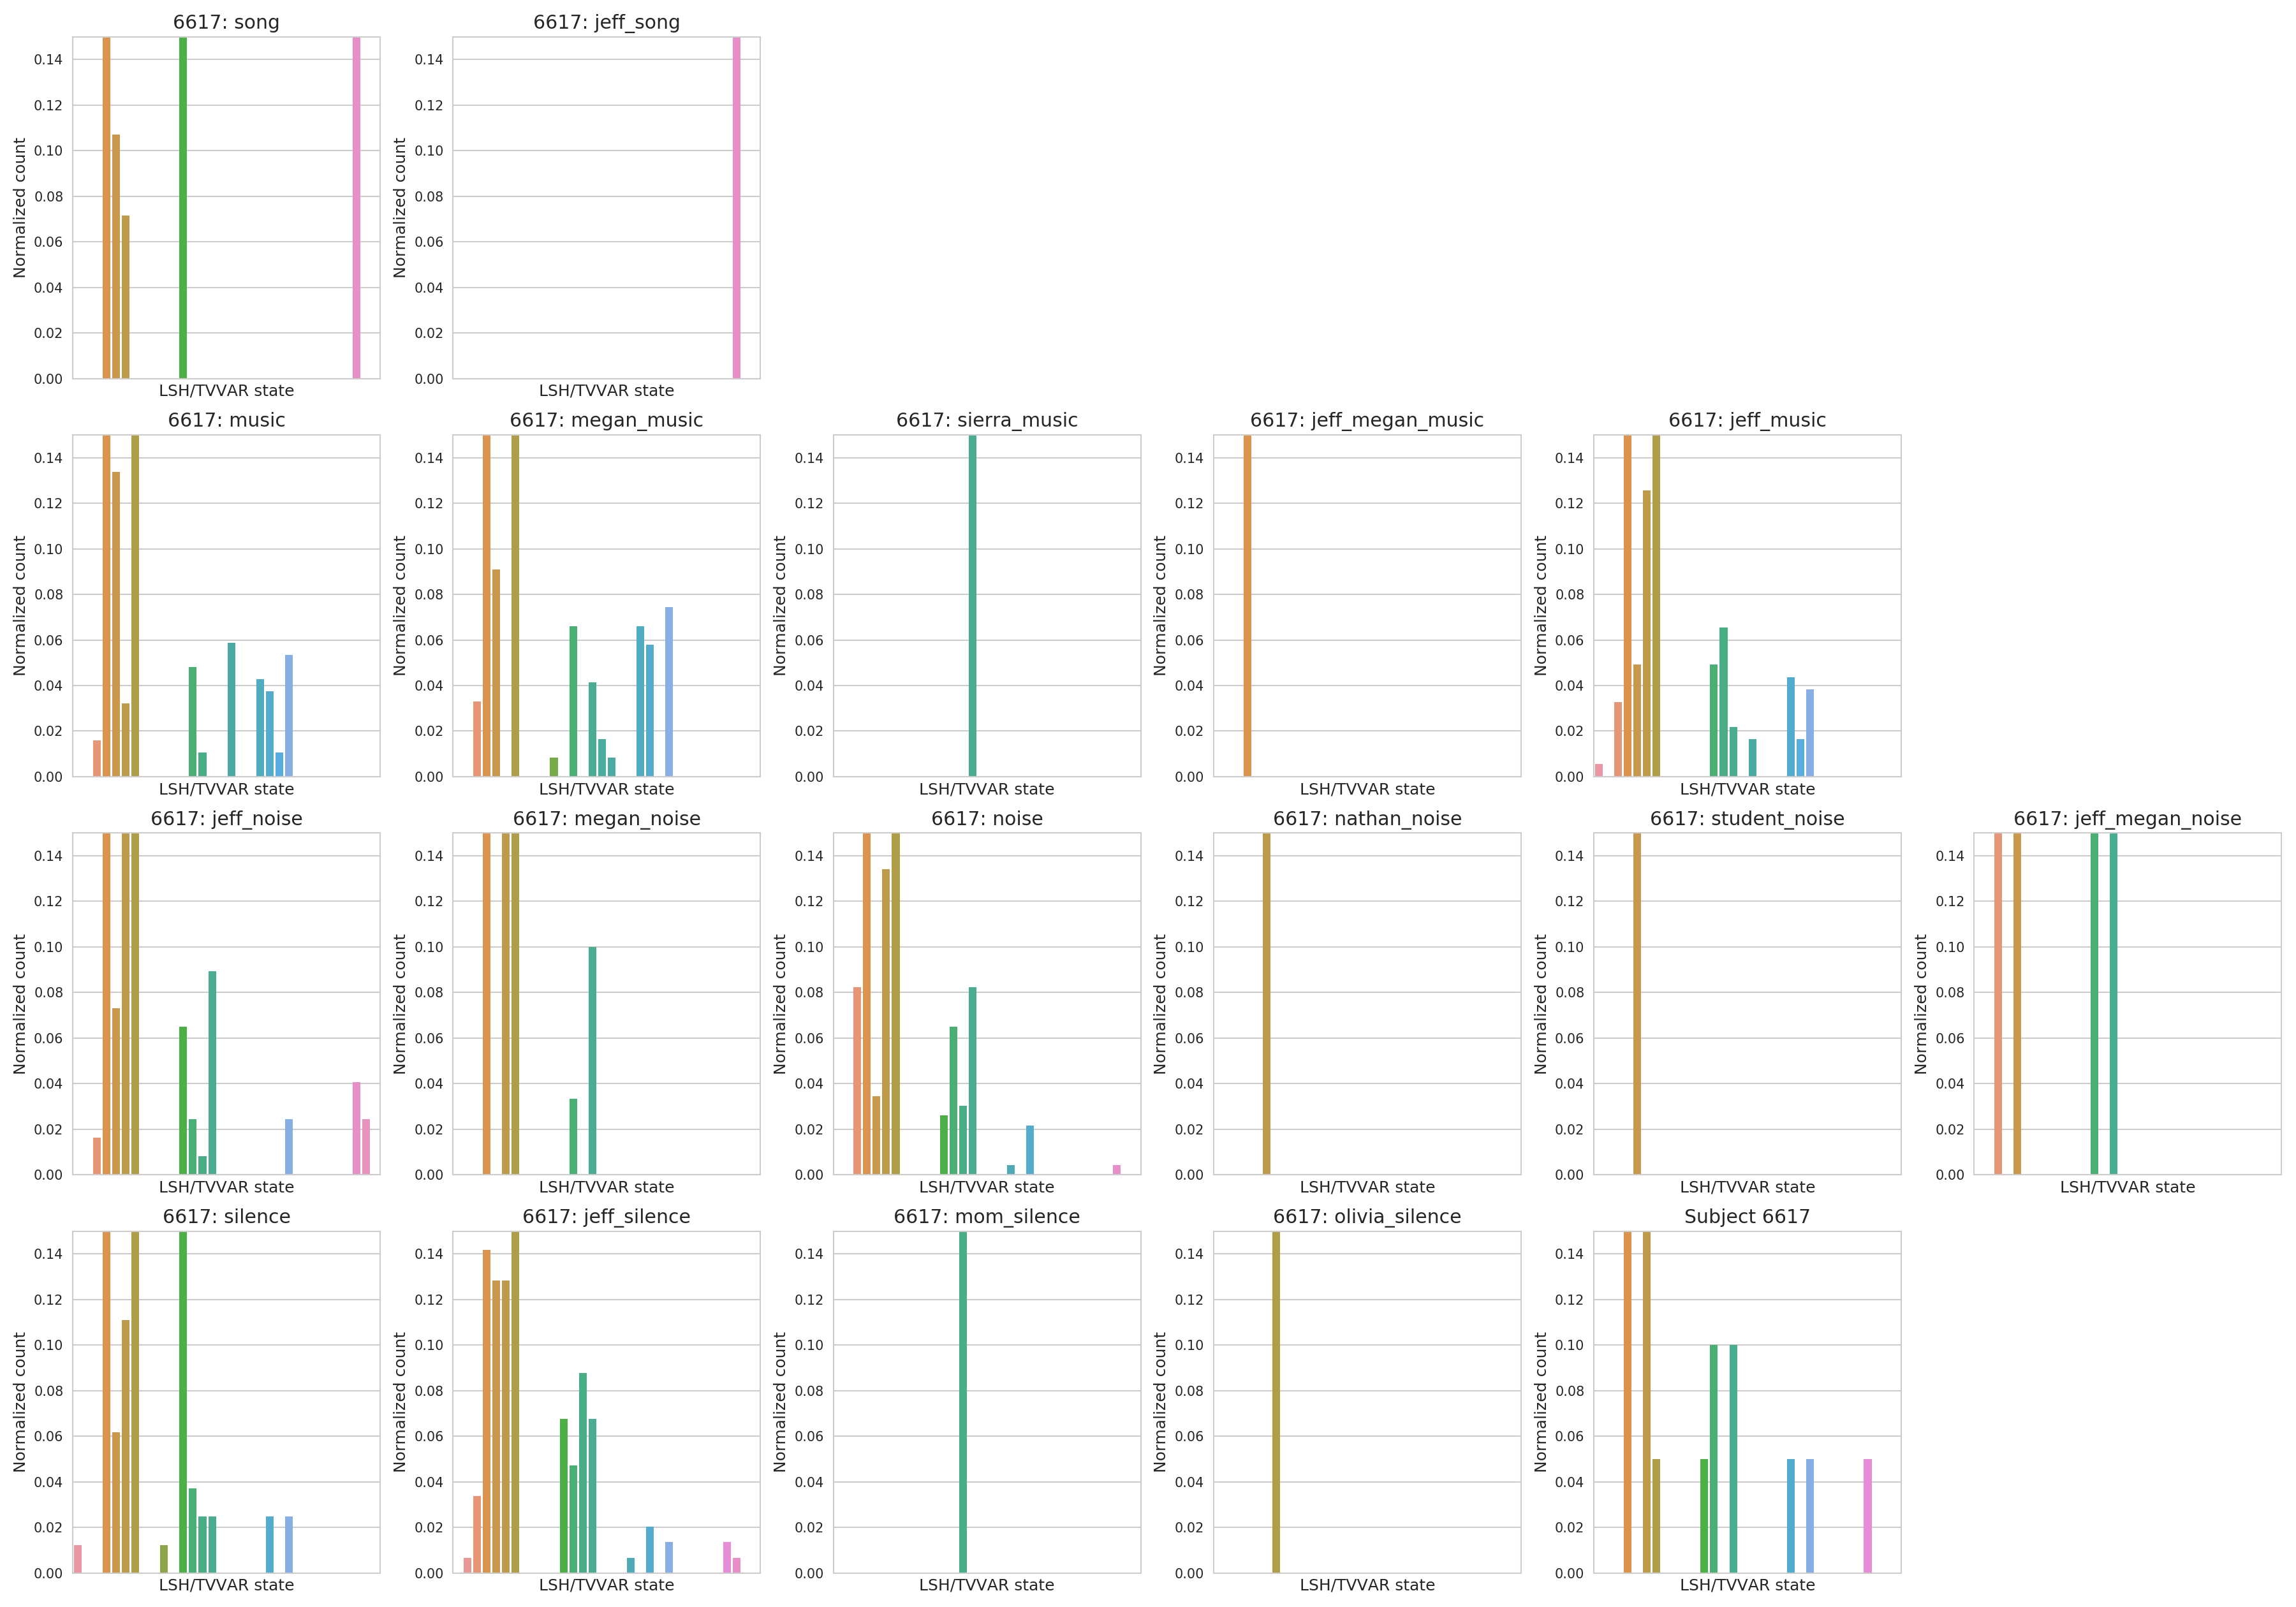 6617: song
6617: jeff_song
Normalized count
0.14
0.12
0.10
0.08
0.06
0.04
0.02
0.00
LSH/TVVAR state
Normalized count
0.14
0.12
0.10
0.08
0.06
0.04
0.02
0.00
LSH/TVVAR state
6617: music
6617: megan_music
6617: sierra_music
6617: jeff_megan_music
6617: jeff_music
Normalized count
0.14
0.12
0.10
0.08
0.06
0.04
0.02
0.00
LSH/TVVAR state
Normalized count
0.14
0.12
0.10
0.08
0.06
0.04
0.02
0.00
LSH/TVVAR state
Normalized count
0.14
0.12
0.10
0.08
0.06
0.04
0.02
0.00
LSH/TVVAR state
Normalized count
0.14
0.12
0.10
0.08
0.06
0.04
0.02
0.00
LSH/TVVAR state
Normalized count
0.14
0.12
0.10
0.08
0.06
0.04
0.02
0.00
LSH/TVVAR state
6617: jeff_noise
6617: megan_noise
6617: noise
6617: nathan_noise
6617: student_noise
6617: jeff_megan_noise
Normalized count
0.14
0.12
0.10
0.08
0.06
0.04
0.02
0.00
LSH/TVVAR state
Normalized count
0.14
0.12
0.10
0.08
0.06
0.04
0.02
0.00
LSH/TVVAR state
Normalized count
0.14
0.12
0.10
0.08
0.06
0.04
0.02
0.00
LSH/TVVAR state
Normalized count
0.14
0.12
0.10
0.08
0.06
0.04
0.02
0.00
LSH/TVVAR state
Normalized count
0.14
0.12
0.10
0.08
0.06
0.04
0.02
0.00
LSH/TVVAR state
Normalized count
0.14
0.12
0.10
0.08
0.06
0.04
0.02
0.00
LSH/TVVAR state
6617: silence
6617: jeff_silence
6617: mom_silence
6617: olivia_silence
Subject 6617
Normalized count
0.14
0.12
0.10
0.08
0.06
0.04
0.02
0.00
LSH/TVVAR state
Normalized count
0.14
0.12
0.10
0.08
0.06
0.04
0.02
0.00
LSH/TVVAR state
Normalized count
0.14
0.12
0.10
0.08
0.06
0.04
0.02
0.00
LSH/TVVAR state
Normalized count
0.14
0.12
0.10
0.08
0.06
0.04
0.02
0.00
LSH/TVVAR state
Normalized count
0.14
0.12
0.10
0.08
0.06
0.04
0.02
0.00
LSH/TVVAR state